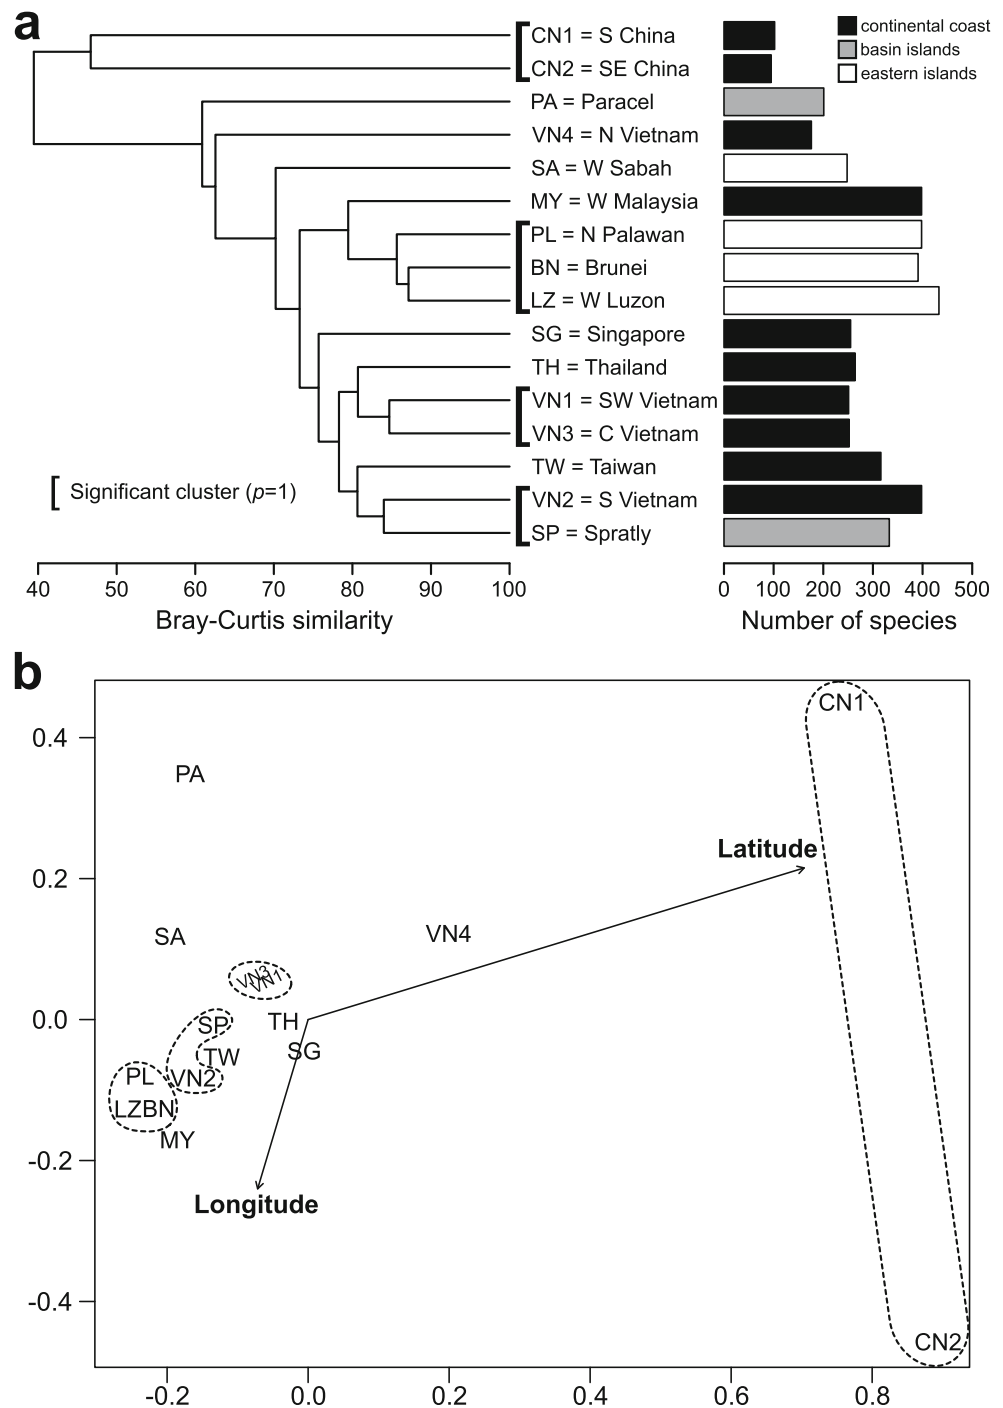 a
CN1 = S China
CN2 = SE China
PA = Paracel
VN4 = N Vietnam
SA = W Sabah
MY = W Malaysia
PL = N Palawan
BN = Brunei
LZ = W Luzon
SG = Singapore
TH = Thailand
VN1 = SW Vietnam
VN3 = C Vietnam
TW = Taiwan
VN2 = S Vietnam
SP = Spratly
continental coast
basin islands
eastern islands
Significant cluster (p=1)
40 50 60 70 80 90 100
Bray-Curtis similarity
0 100 200 300 400 500
Number of species
b
0.4
0.2
0.0
-0.2
-0.4
CN1
PA
Latitude
SA
VN4
VN3
VN1
SP
TH
TW
SG
PL
VN2
LZBN
MY
Longitude
CN2
-0.2 0.0 0.2 0.4 0.6 0.8